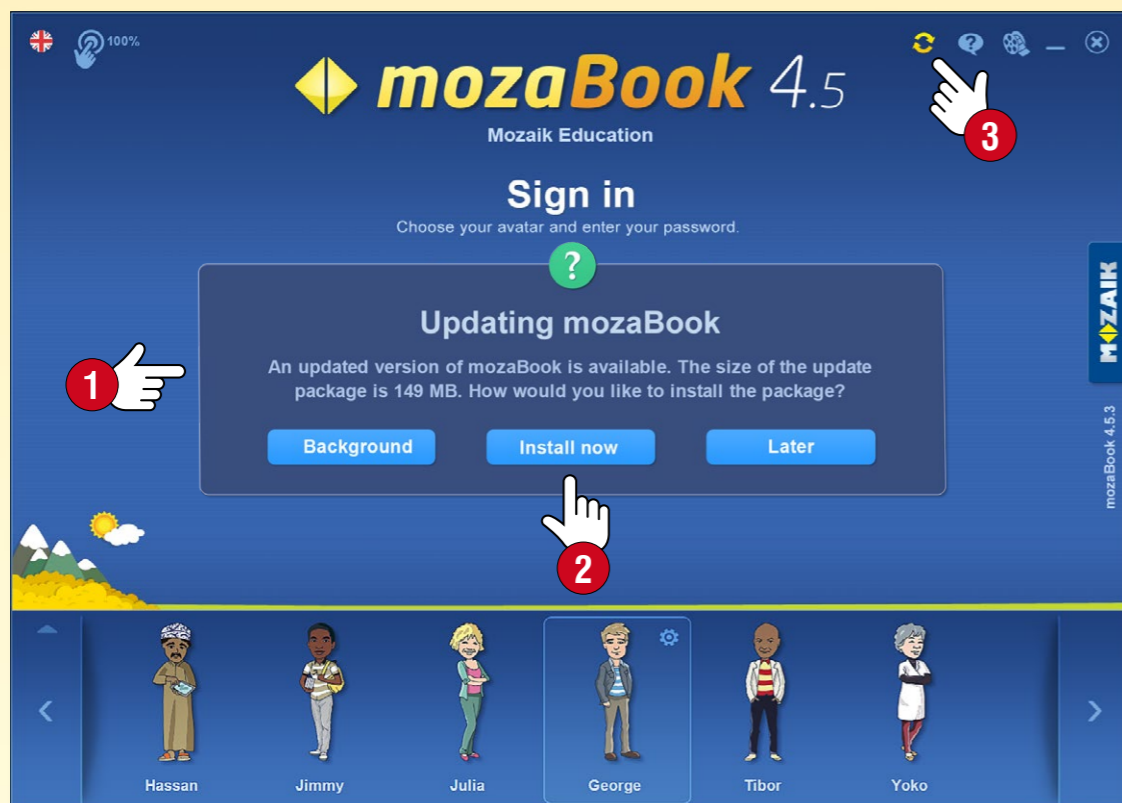 100%
mozaBook 4.5
Mozaik Education
3
Sign in
Choose your avatar and enter your password.
?
MOZAIK
Updating mozaBook
1
An updated version of mozaBook is available. The size of the update
package is 149 MB. How would you like to install the package?
Background
Install now
Later
mozaBook 4.5.3
2
Hassan
Jimmy
Julia
George
Tibor
Yoko